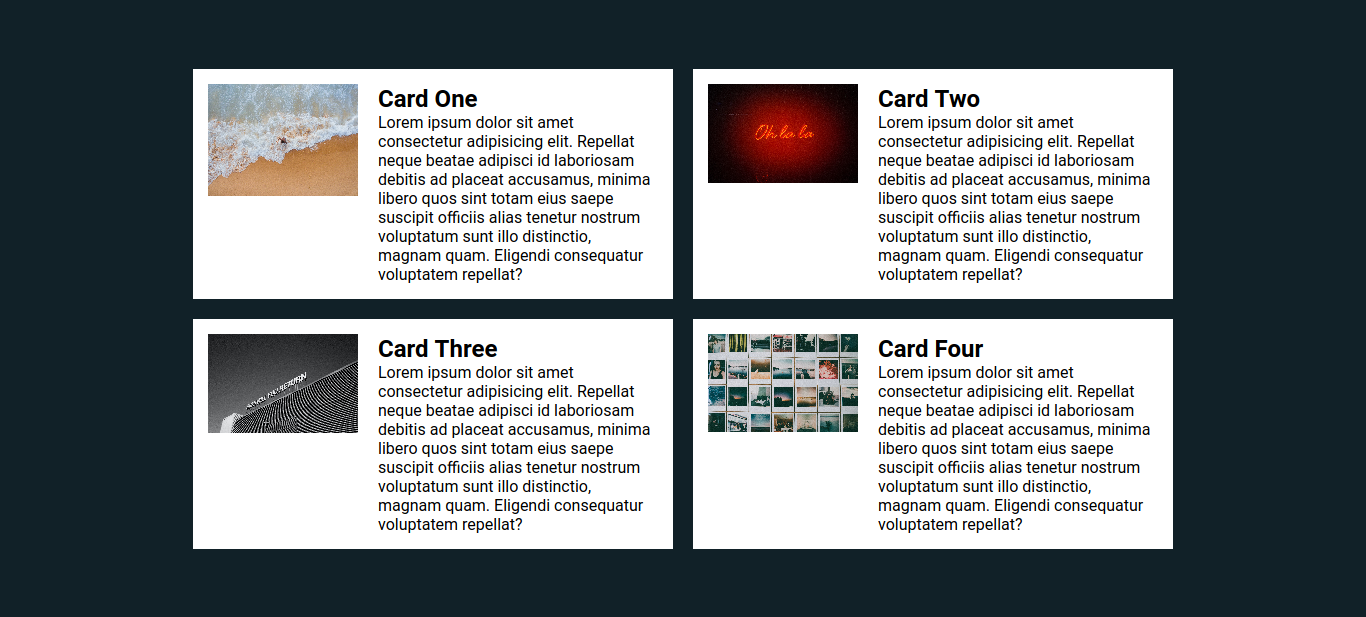 Card One
Lorem ipsum dolor sit amet
consectetur adipisicing elit. Repellat
neque beatae adipisci id laboriosam
debitis ad placeat accusamus, minima
libero quos sint totam eius saepe
suscipit officiis alias tenetur nostrum
voluptatum sunt illo distinctio,
magnam quam. Eligendi consequatur
voluptatem repellat?
Oh la la
Card Two
Lorem ipsum dolor sit amet
consectetur adipisicing elit. Repellat
neque beatae adipisci id laboriosam
debitis ad placeat accusamus, minima
libero quos sint totam eius saepe
suscipit officiis alias tenetur nostrum
voluptatum sunt illo distinctio,
magnam quam. Eligendi consequatur
voluptatem repellat?
Card Three
Lorem ipsum dolor sit amet
consectetur adipisicing elit. Repellat
neque beatae adipisci id laboriosam
debitis ad placeat accusamus, minima
libero quos sint totam eius saepe
suscipit officiis alias tenetur nostrum
voluptatum sunt illo distinctio,
magnam quam. Eligendi consequatur
voluptatem repellat?
Card Four
Lorem ipsum dolor sit amet
consectetur adipisicing elit. Repellat
neque beatae adipisci id laboriosam
debitis ad placeat accusamus, minima
libero quos sint totam eius saepe
suscipit officiis alias tenetur nostrum
voluptatum sunt illo distinctio,
magnam quam. Eligendi consequatur
voluptatem repellat?